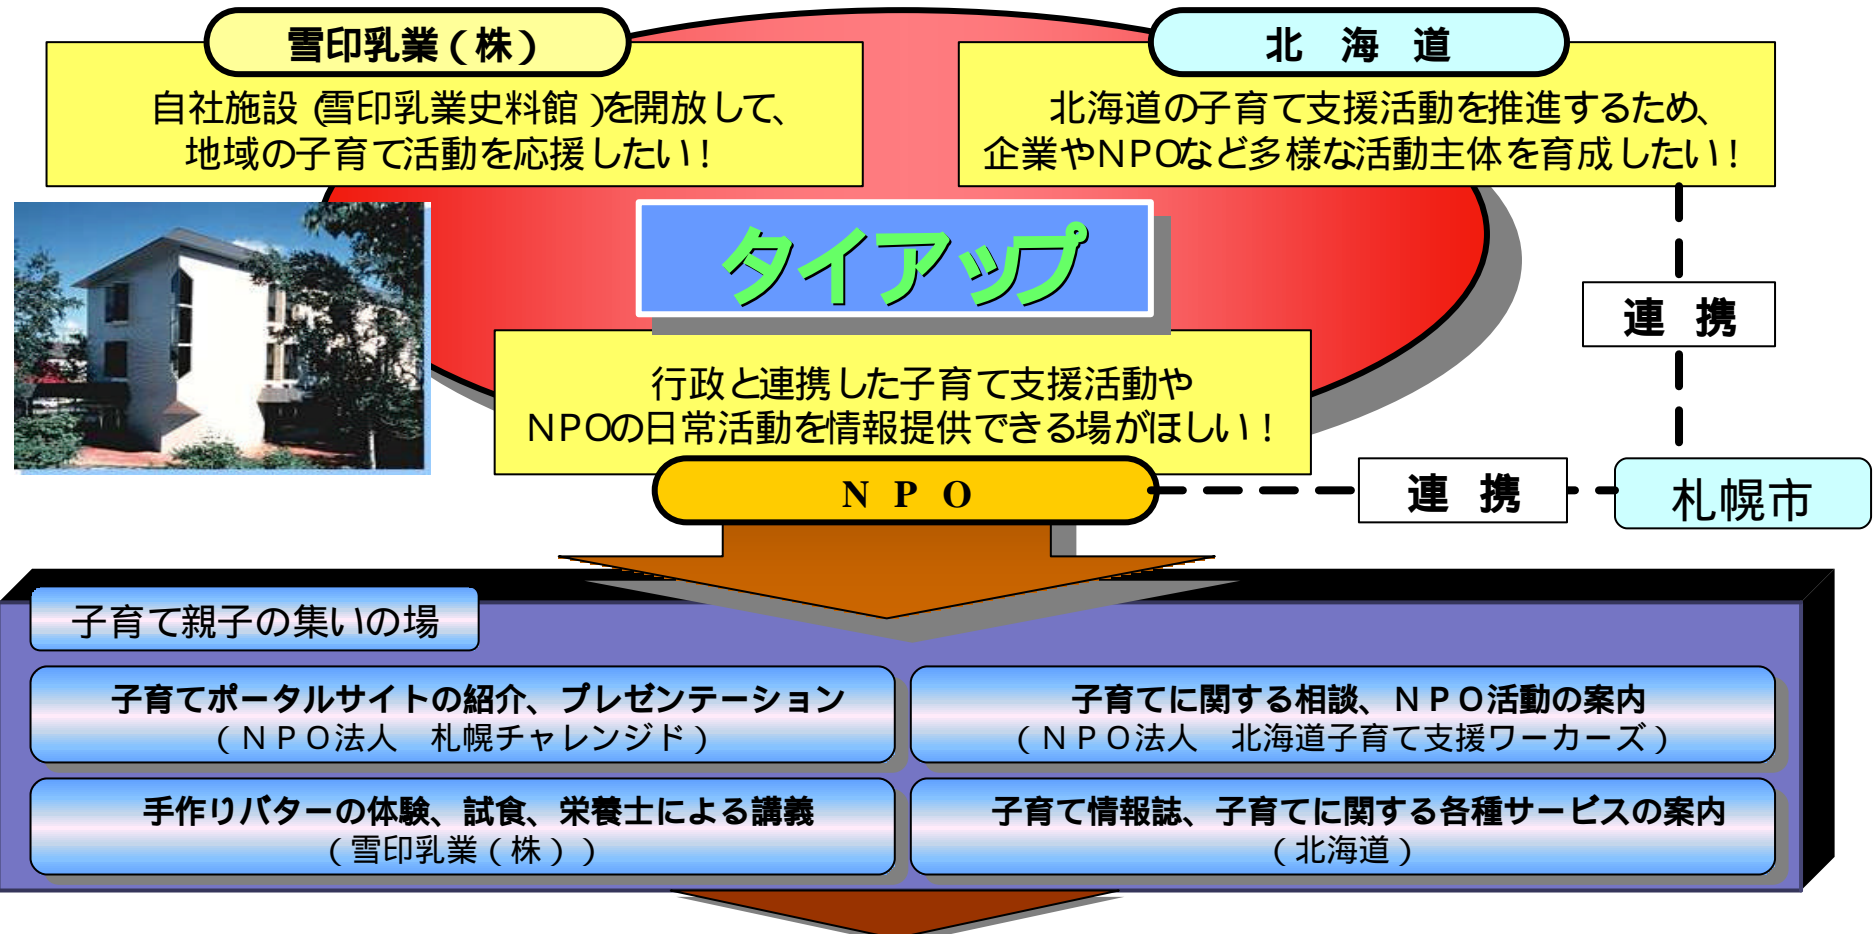 雪印乳業(株)
自社施設(雪印乳業史料館)を開放して、
地域の子育て活動を応援したい!
北 海 道
北海道の子育て支援活動を推進するため、
企業やNPOなど多様な活動主体を育成したい!
タイアップ
連 携
行政と連携した子育て支援活動や
NPOの日常活動を情報提供できる場がほしい!
N P O
連 携
札幌市
子育て親子の集いの場
子育てポータルサイトの紹介、プレゼンテーション
(NPO法人 札幌チャレンジド)
子育てに関する相談、NPO活動の案内
(NPO法人 北海道子育て支援ワーカーズ)
手作りバターの体験、試食、栄養士による講義
(雪印乳業(株))
子育て情報誌、子育てに関する各種サービスの案内
(北海道)